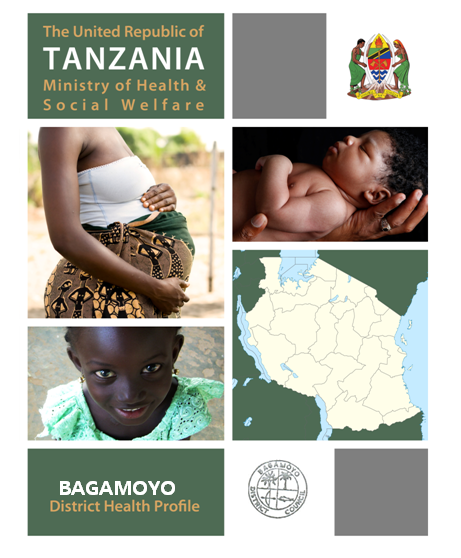 The United Republic of
TANZANIA
Ministry of Health &
Social Welfare
BAGAMOYO
District Health Profile
BAGAMOYO
DISTRICT COUNCIL